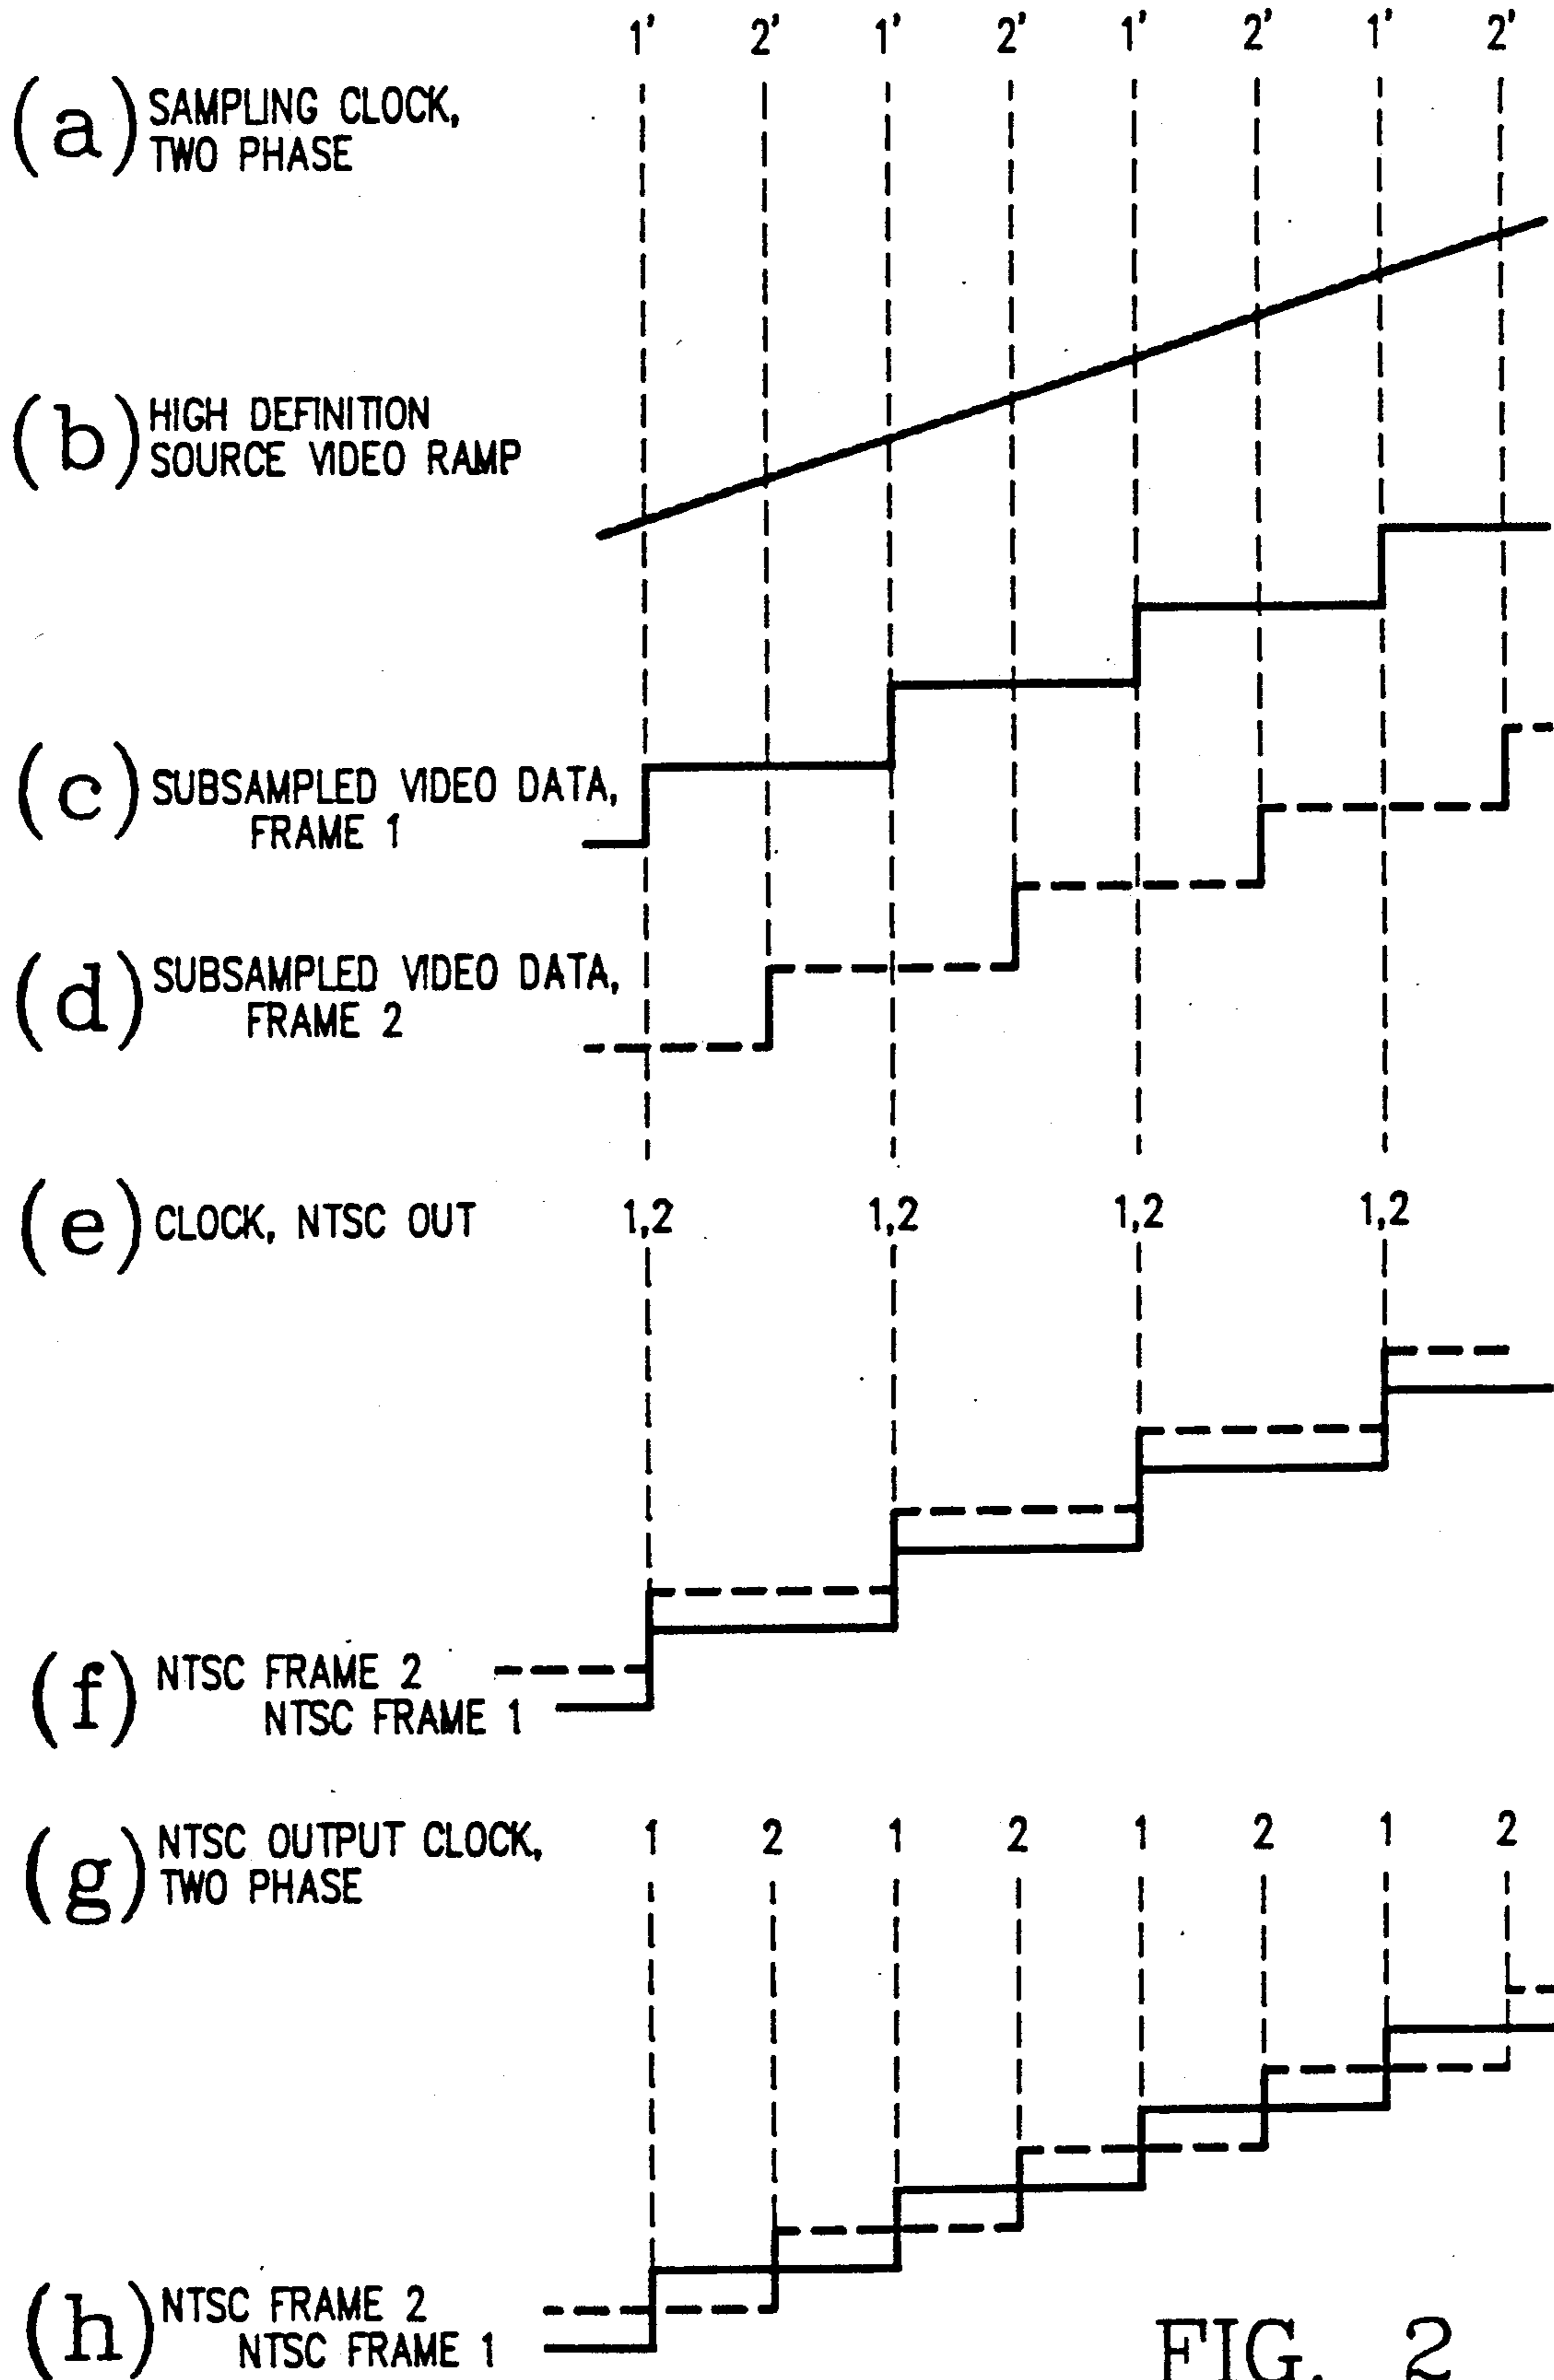 1' 2' 1' 2' 1' 2' 1' 2'
(a) SAMPLING CLOCK,
TWO PHASE
(b) HIGH DEFINITION
SOURCE VIDEO RAMP
(c) SUBSAMPLED VIDEO DATA,
FRAME 1
(d) SUBSAMPLED VIDEO DATA,
FRAME 2
(e) CLOCK, NTSC OUT 1,2 1,2 1,2 1,2
(f) NTSC FRAME 2
NTSC FRAME 1
(g) NTSC OUTPUT CLOCK, 1 2 1 2 1 2 1 2
TWO PHASE
(h) NTSC FRAME 2
NTSC FRAME 1
FIG. 2